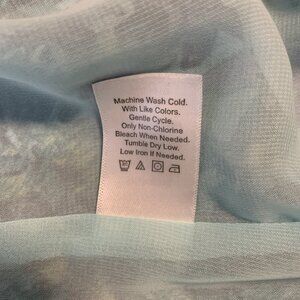 Machine Wash Cold.
With Like Colors.
Gentle Cycle.
Only Non-Chlorine
Bleach When Needed.
Tumble Dry Low.
Low Iron If Needed.